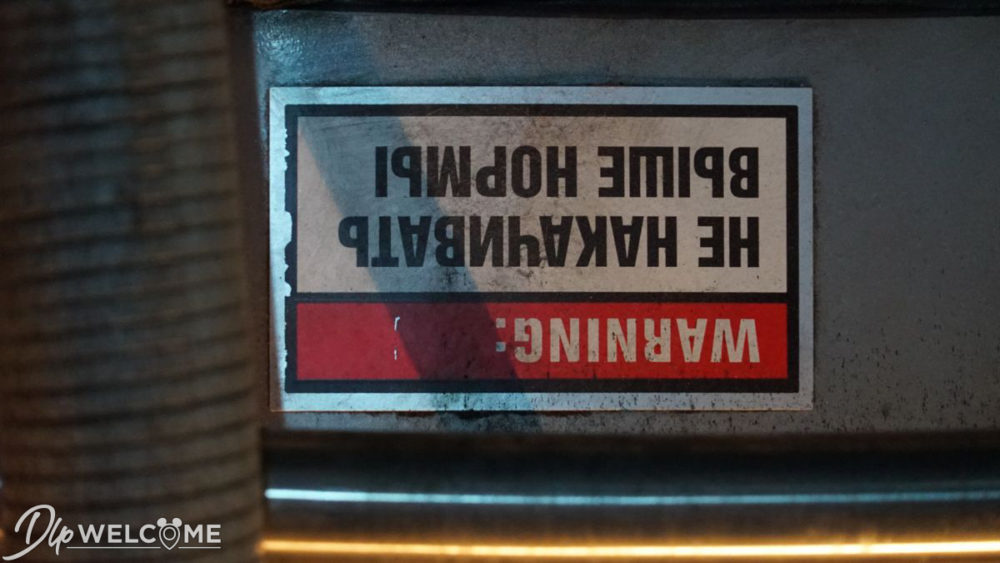 WARNING:
НЕ НАКАЧИВАТЬ
ВЫШЕ НОРМЫ
Dlp WELCOME